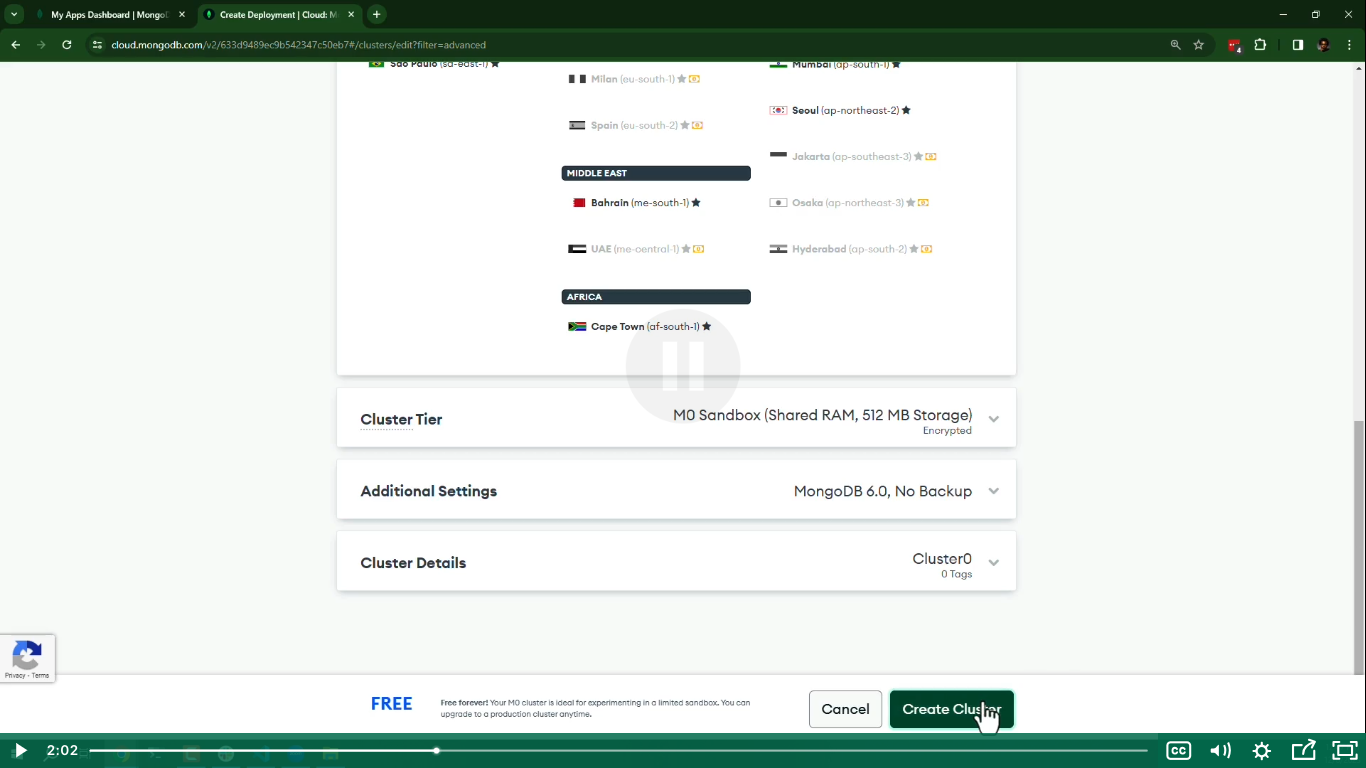 My Apps Dashboard | Mongo
Create Deployment | Cloud: M
cloud.mongodb.com/v2/633d9489ec9b542347c50eb7#/clusters/edit?filter=advanced
4
São Paulo (sa-east-1) ★
Milan (eu-south-1) ★
Spain (eu-south-2) ★
MIDDLE EAST
Bahrain (me-south-1) ★
UAE (me-central-1) ★
AFRICA
Cape Town (af-south-1) ★
Mumbai (ap-south-1) ★
Seoul (ap-northeast-2) ★
Jakarta (ap-southeast-3) ★
Osaka (ap-northeast-3) ★
Hyderabad (ap-south-2) ★
Cluster Tier
M0 Sandbox (Shared RAM, 512 MB Storage)
Encrypted
Additional Settings
MongoDB 6.0, No Backup
Cluster Details
Cluster0
0 Tags
Privacy - Terms
FREE
Free forever! Your M0 cluster is ideal for experimenting in a limited sandbox. You can
upgrade to a production cluster anytime.
Cancel
Create Cluster
2:02
CC